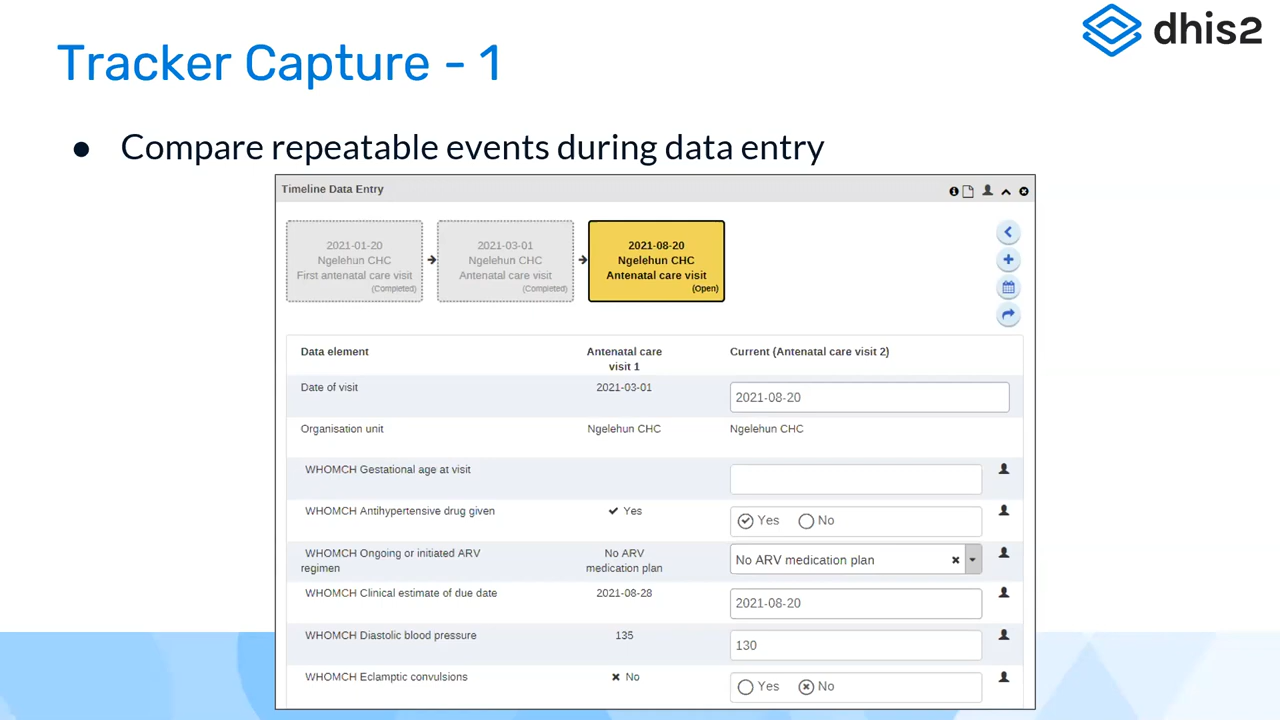 Tracker Capture - 1
dhis2
● Compare repeatable events during data entry
Timeline Data Entry
2021-01-20
Ngelehun CHC
First antenatal care visit
(Completed)
2021-03-01
Ngelehun CHC
Antenatal care visit
(Completed)
2021-08-20
Ngelehun CHC
Antenatal care visit
(Open)
Data element
Antenatal care
visit 1
Current (Antenatal care visit 2)
Date of visit
2021-03-01
2021-08-20
Organisation unit
Ngelehun CHC
Ngelehun CHC
WHOMCH Gestational age at visit
WHOMCH Antihypertensive drug given
Yes
Yes
No
WHOMCH Ongoing or initiated ARV
regimen
No ARV
medication plan
No ARV medication plan
WHOMCH Clinical estimate of due date
2021-08-28
2021-08-20
WHOMCH Diastolic blood pressure
135
130
WHOMCH Eclamptic convulsions
No
Yes
No